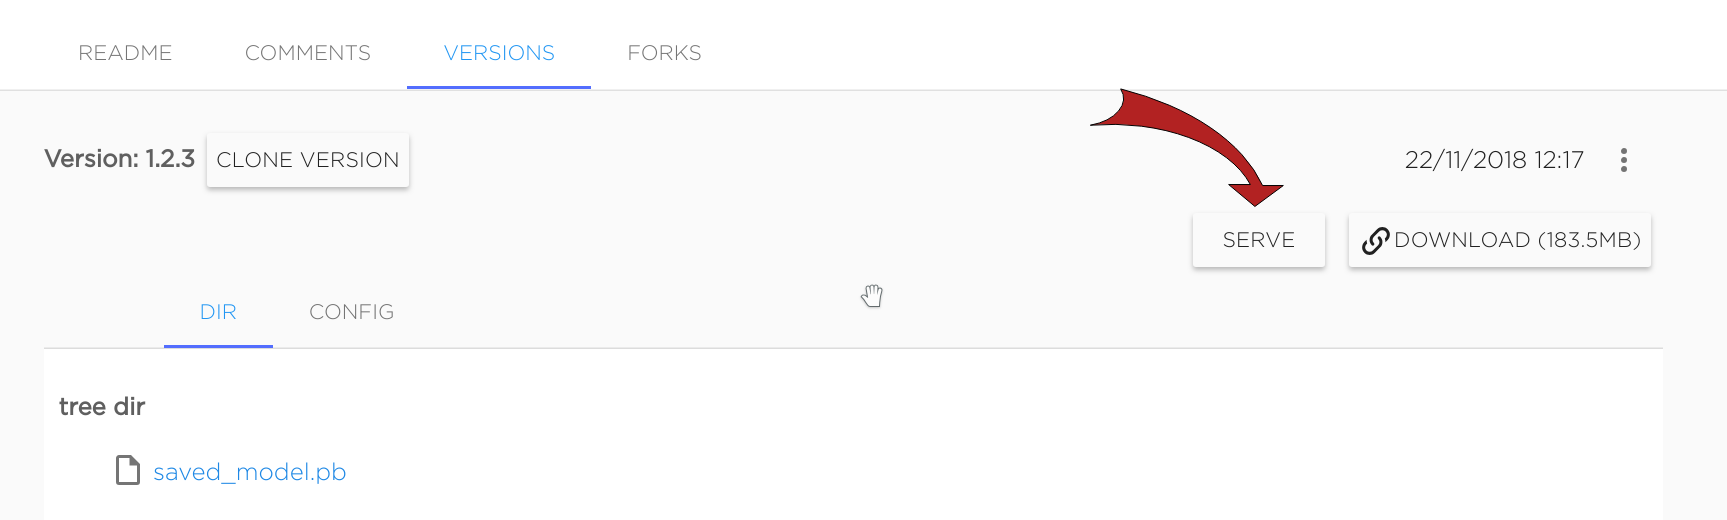 README COMMENTS VERSIONS FORKS
Version: 1.2.3 CLONE VERSION 22/11/2018 12:17
SERVE DOWNLOAD (183.5MB)
DIR CONFIG
tree dir
saved_model.pb